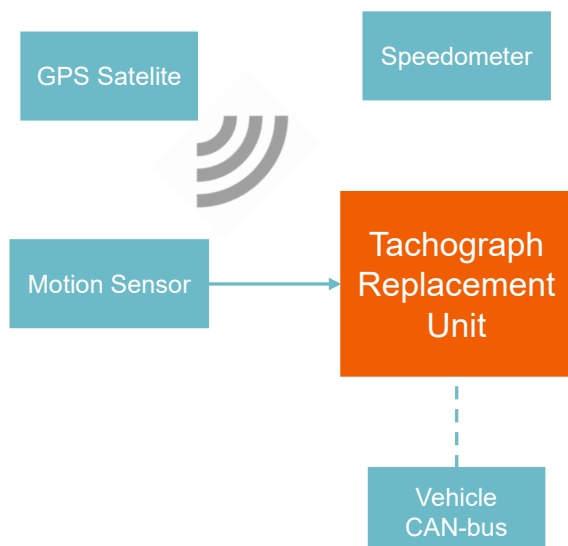 GPS Satelite
Speedometer
Motion Sensor
Tachograph
Replacement
Unit
Vehicle
CAN-bus